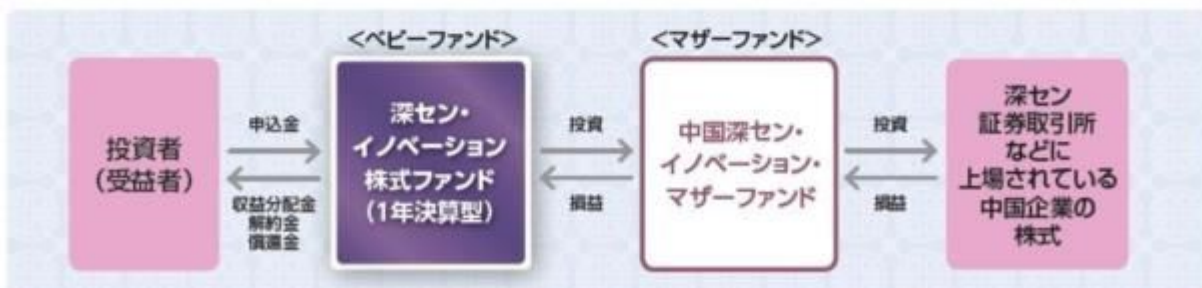 <ベビーファンド>
<マザーファンド>
投資者
(受益者)
申込金
収益分配金
解約金
償還金
深セン・
イノベーション
株式ファンド
(1年決算型)
投資
損益
中国深セン・
イノベーション・
マザーファンド
投資
損益
深セン
証券取引所
などに
上場されている
中国企業の
株式